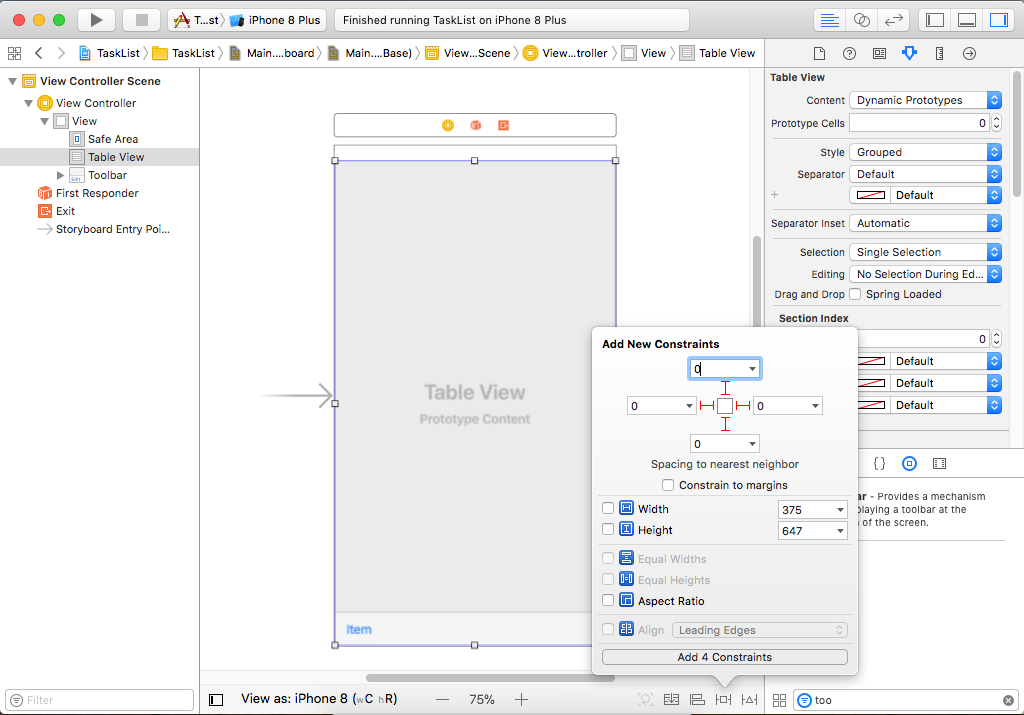 T...st
iPhone 8 Plus
Finished running TaskList on iPhone 8 Plus
TaskList
TaskList
Main....board
Main....Base)
View...Scene
View...troller
View
Table View
View Controller Scene
View Controller
View
Safe Area
Table View
Toolbar
First Responder
Exit
Storyboard Entry Poi...
Filter
Table View
Prototype Content
Item
View as: iPhone 8 (wC hR)
75%
Add New Constraints
0
0
0
0
Spacing to nearest neighbor
Constrain to margins
Width
375
Height
647
Equal Widths
Equal Heights
Aspect Ratio
Align
Leading Edges
Add 4 Constraints
Table View
Content
Dynamic Prototypes
Prototype Cells
0
Style
Grouped
Separator
Default
Default
Separator Inset
Automatic
Selection
Single Selection
Editing
No Selection During Ed...
Drag and Drop
Spring Loaded
Section Index
0
Default
Default
Default
{}
ar - Provides a mechanism
playing a toolbar at the
of the screen.
too